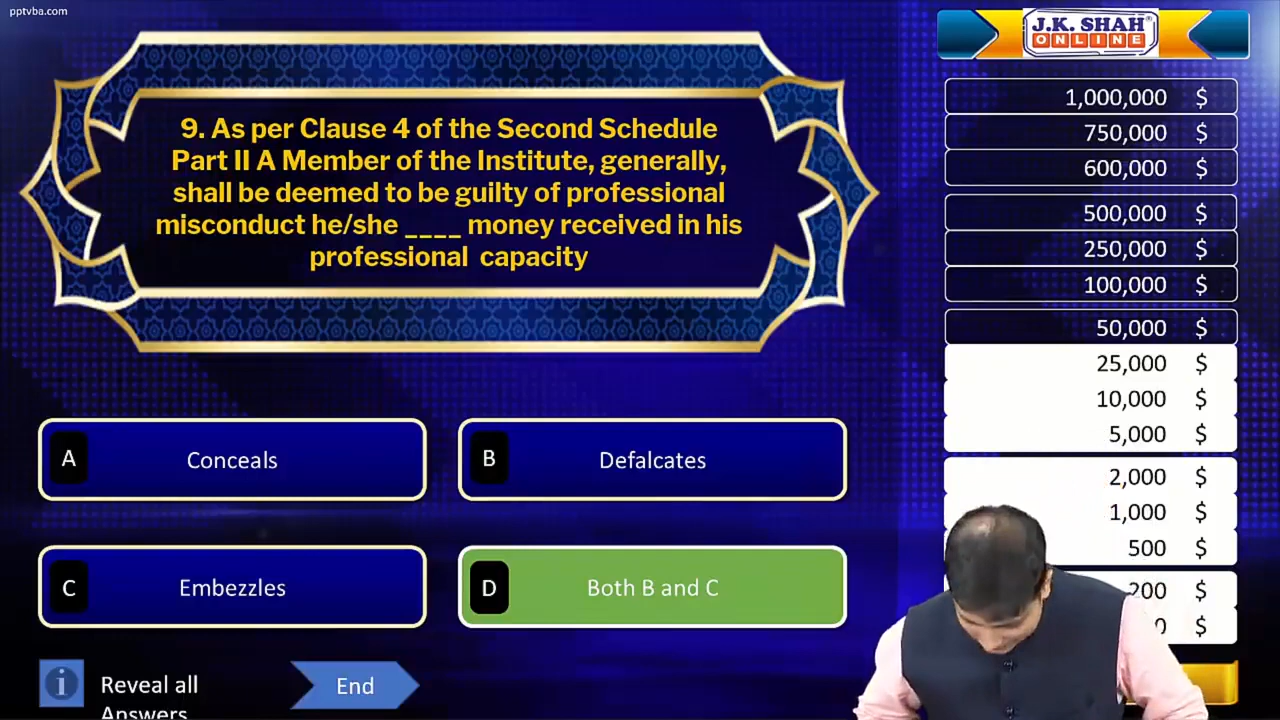 pptvba.com
J.K. SHAH
ONLINE
9. As per Clause 4 of the Second Schedule
Part II A Member of the Institute, generally,
shall be deemed to be guilty of professional
misconduct he/she ____ money received in his
professional capacity
A Conceals
B Defalcates
C Embezzles
D Both B and C
i Reveal all
Answers
End
1,000,000 $
750,000 $
600,000 $
500,000 $
250,000 $
100,000 $
50,000 $
25,000 $
10,000 $
5,000 $
2,000 $
1,000 $
500 $
200 $
0 $